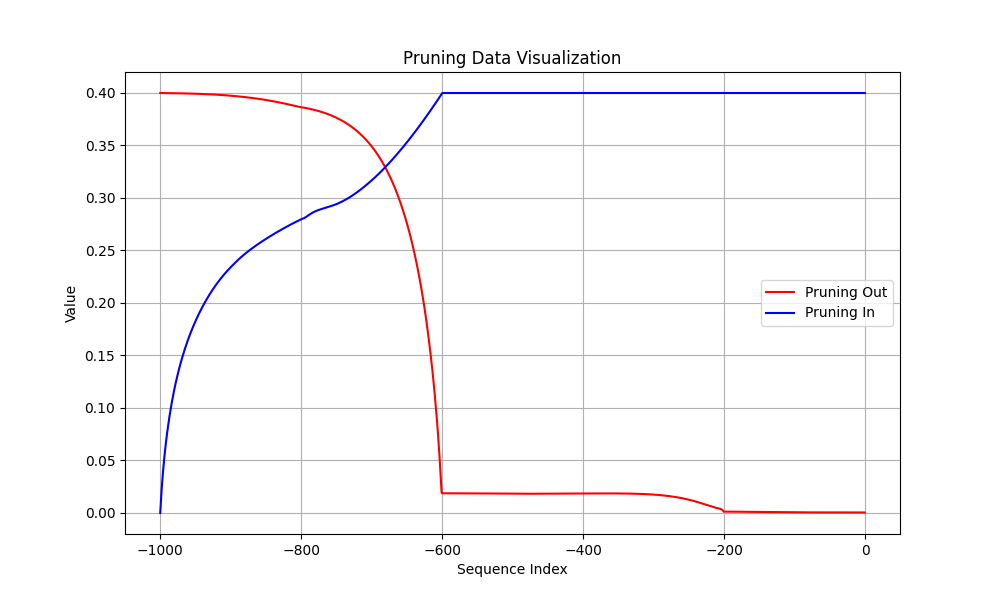 Pruning Data Visualization
0.40
0.35
0.30
0.25
0.20
0.15
0.10
0.05
0.00
Value
Pruning Out
Pruning In
−1000 −800 −600 −400 −200 0
Sequence Index